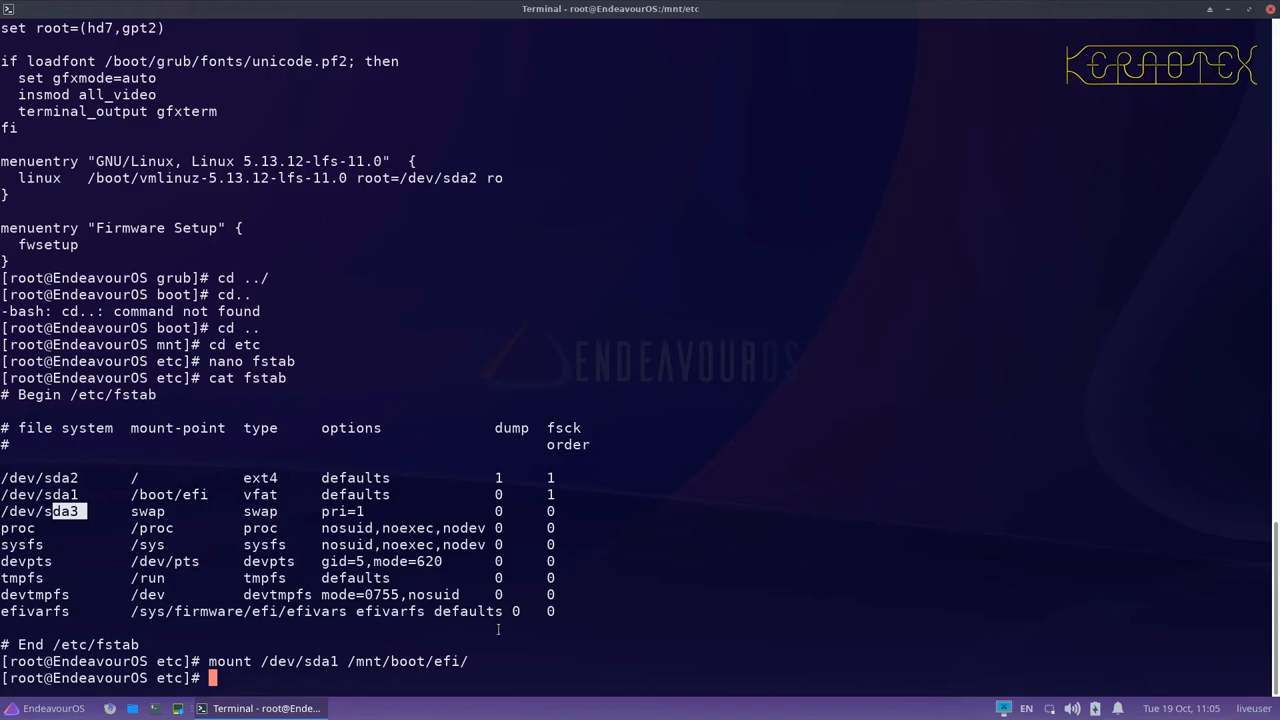 Terminal - root@EndeavourOS:/mnt/etc
set root=(hd7,gpt2)
KERNOTEX
if loadfont /boot/grub/fonts/unicode.pf2; then
  set gfxmode=auto
  insmod all_video
  terminal_output gfxterm
fi
menuentry "GNU/Linux, Linux 5.13.12-lfs-11.0"  {
  linux   /boot/vmlinuz-5.13.12-lfs-11.0 root=/dev/sda2 ro
}
menuentry "Firmware Setup" {
  fwsetup
}
[root@EndeavourOS grub]# cd ../
[root@EndeavourOS boot]# cd..
-bash: cd..: command not found
[root@EndeavourOS boot]# cd ..
[root@EndeavourOS mnt]# cd etc
[root@EndeavourOS etc]# nano fstab
[root@EndeavourOS etc]# cat fstab
ENDEAVOUROS
# Begin /etc/fstab
# file system  mount-point  type     options             dump  fsck
#                                                              order
/dev/sda2      /            ext4     defaults            1     1
/dev/sda1      /boot/efi    vfat     defaults            0     1
/dev/sda3      swap         swap     pri=1               0     0
proc           /proc        proc     nosuid,noexec,nodev 0     0
sysfs          /sys         sysfs    nosuid,noexec,nodev 0     0
devpts         /dev/pts     devpts   gid=5,mode=620      0     0
tmpfs          /run         tmpfs    defaults            0     0
devtmpfs       /dev         devtmpfs mode=0755,nosuid    0     0
efivarfs       /sys/firmware/efi/efivars efivarfs defaults 0   0
# End /etc/fstab
[root@EndeavourOS etc]# mount /dev/sda1 /mnt/boot/efi/
[root@EndeavourOS etc]#
EndeavourOS
Terminal - root@Ende...
EN
Tue 19 Oct, 11:05
liveuser